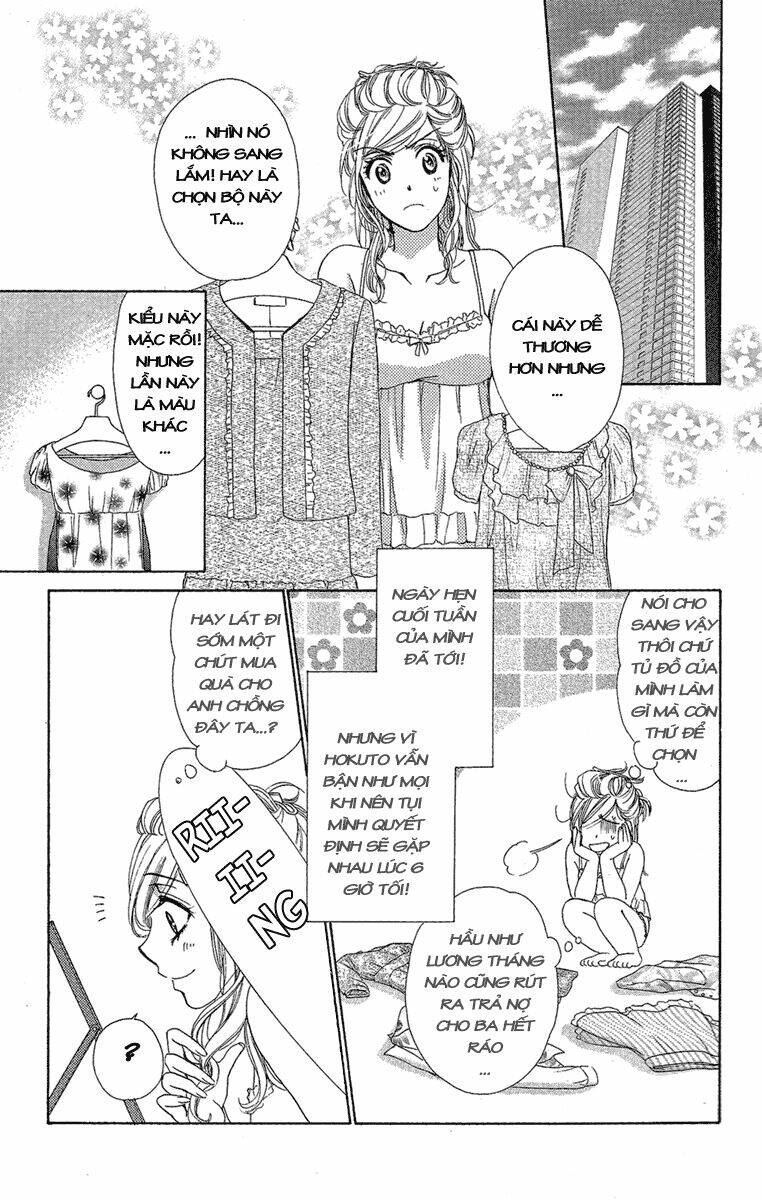 ... NHÌN NÓ
KHÔNG SANG
LẮM! HAY LÀ
CHỌN BỘ NÀY
TA...
CÁI NÀY DỄ
THƯƠNG
HƠN NHƯNG
...
KIỂU NÀY
MẶC RỒI!
NHƯNG
LẦN NÀY
LÀ MÀU
KHÁC
...
NÓI CHO
SANG VẬY
THÔI CHỨ
TỦ ĐỒ CỦA
MÌNH LÀM
GÌ MÀ CÒN
THỨ ĐỂ
CHỌN
...
NGÀY HẸN
CUỐI TUẦN
CỦA MÌNH
ĐÃ TỚI!
NHƯNG VÌ
HOKUTO VẪN
BẬN NHƯ MỌI
KHI NÊN TỤI
MÌNH QUYẾT
ĐỊNH SẼ GẶP
NHAU LÚC 6
GIỜ TỐI!
HẦU NHƯ
LƯƠNG THÁNG
NÀO CŨNG RÚT
RA TRẢ NỢ
CHO BA HẾT
RÁO
...
HAY LÁT ĐI
SỚM MỘT
CHÚT MUA
QUÀ CHO
ANH CHỒNG
ĐÂY TA...?
RII-
II-
NG
?